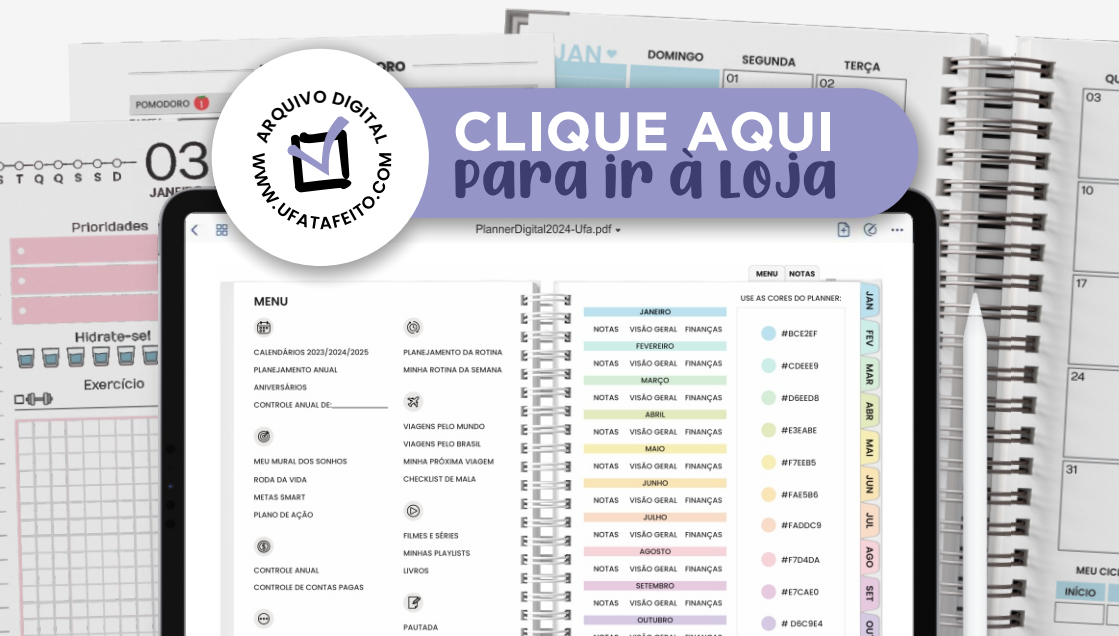 JAN
DOMINGO
SEGUNDA
TERÇA
01
02
03
10
17
24
31
POMODORO
ARQUIVO DIGITAL
WWW.UFATAFEITO.COM
CLIQUE AQUI
para ir à Loja
S T Q Q S S D
03
Prioridades
Hidrate-se!
Exercício
PlannerDigital2024-Ufa.pdf
MENU NOTAS
MENU
CALENDÁRIOS 2023/2024/2025
PLANEJAMENTO ANUAL
ANIVERSÁRIOS
CONTROLE ANUAL DE:
MEU MURAL DOS SONHOS
RODA DA VIDA
METAS SMART
PLANO DE AÇÃO
CONTROLE ANUAL
CONTROLE DE CONTAS PAGAS
PLANEJAMENTO DA ROTINA
MINHA ROTINA DA SEMANA
VIAGENS PELO MUNDO
VIAGENS PELO BRASIL
MINHA PRÓXIMA VIAGEM
CHECKLIST DE MALA
FILMES E SÉRIES
MINHAS PLAYLISTS
LIVROS
PAUTADA
JANEIRO
NOTAS VISÃO GERAL FINANÇAS
FEVEREIRO
NOTAS VISÃO GERAL FINANÇAS
MARÇO
NOTAS VISÃO GERAL FINANÇAS
ABRIL
NOTAS VISÃO GERAL FINANÇAS
MAIO
NOTAS VISÃO GERAL FINANÇAS
JUNHO
NOTAS VISÃO GERAL FINANÇAS
JULHO
NOTAS VISÃO GERAL FINANÇAS
AGOSTO
NOTAS VISÃO GERAL FINANÇAS
SETEMBRO
NOTAS VISÃO GERAL FINANÇAS
OUTUBRO
USE AS CORES DO PLANNER:
#BCE2EF
#CDEEE9
#D6EED8
#E3EABE
#F7EEB5
#FAE5B6
#FADDC9
#F7D4DA
#E7CAE0
# D6C9E4
JAN
FEV
MAR
ABR
MAI
JUN
JUL
AGO
SET
INÍCIO